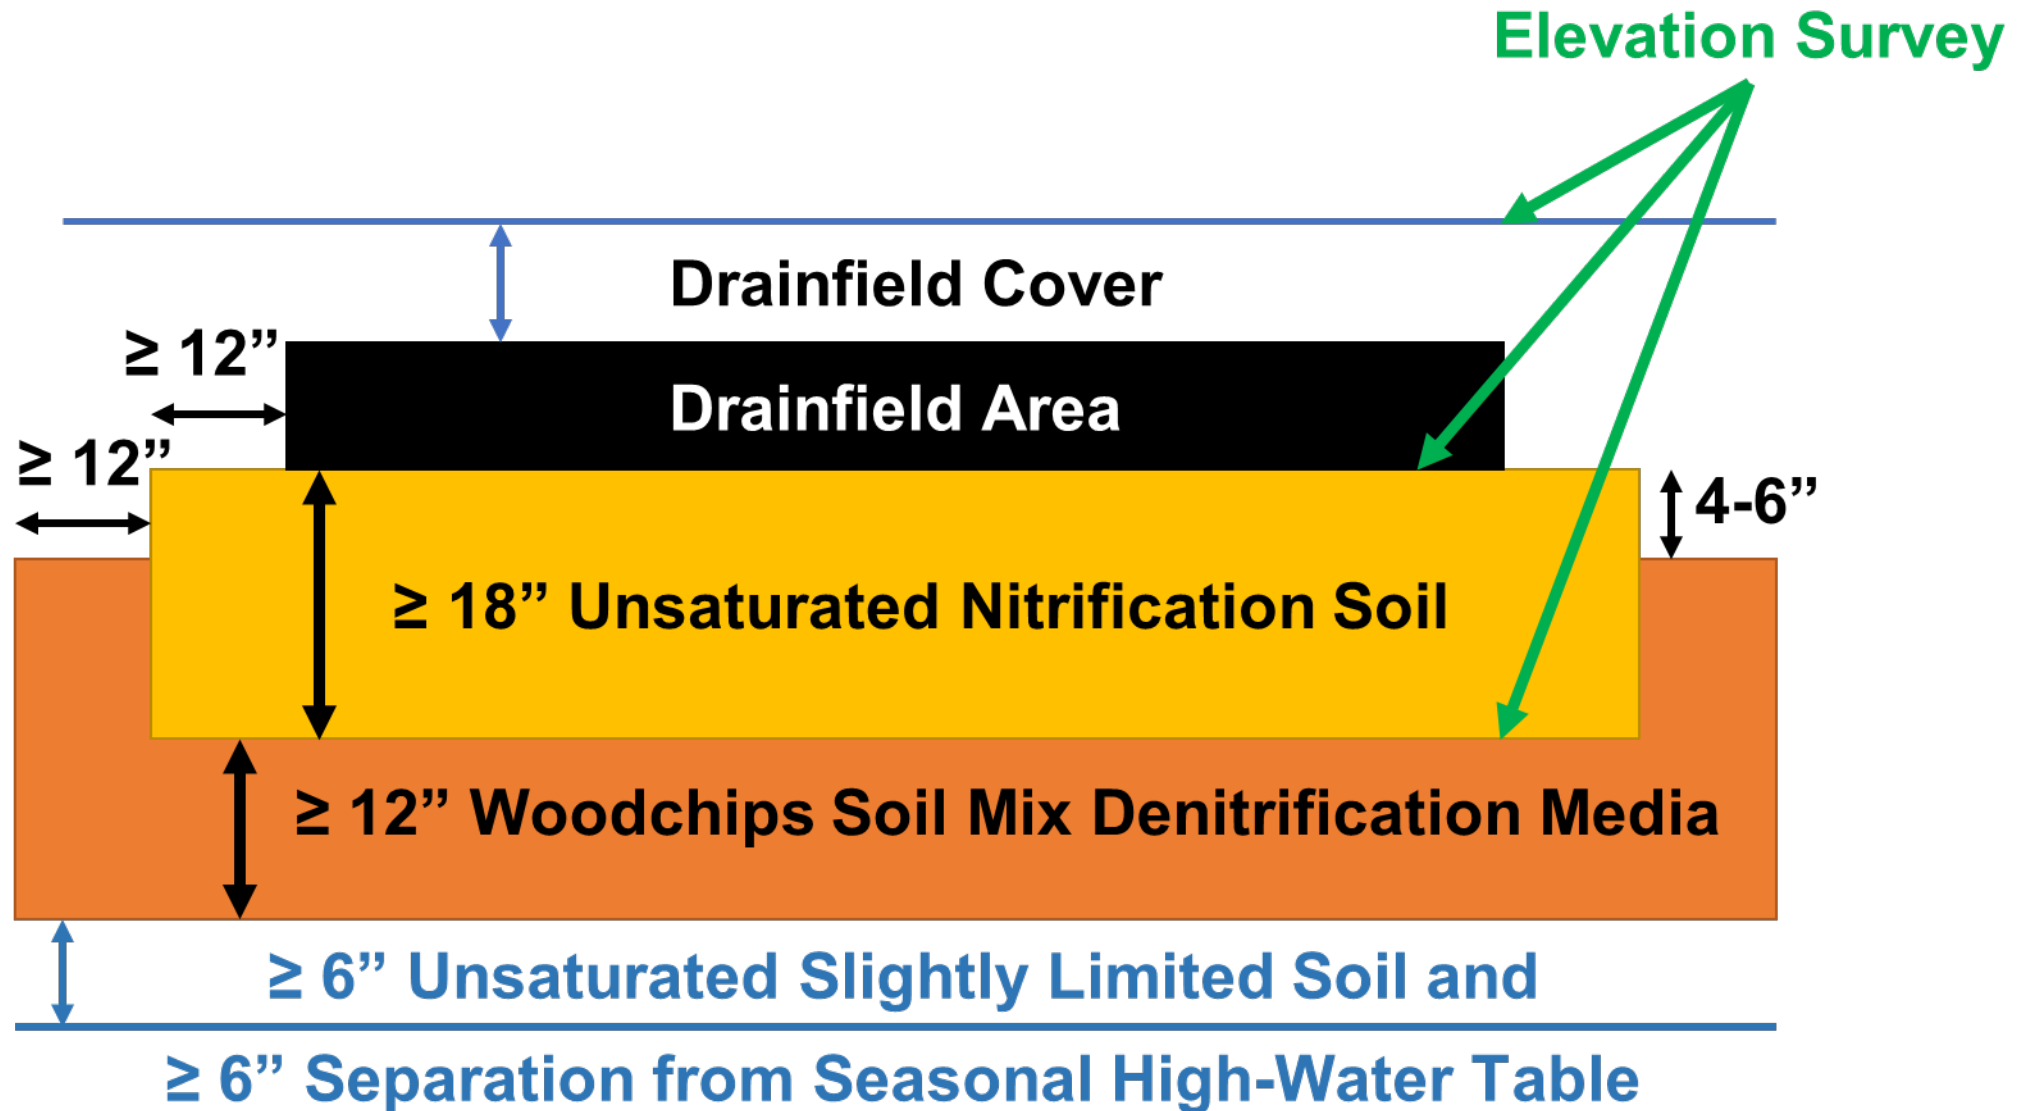 Elevation Survey
Drainfield Cover
≥ 12”
Drainfield Area
≥ 12”
4-6”
≥ 18” Unsaturated Nitrification Soil
≥ 12” Woodchips Soil Mix Denitrification Media
≥ 6” Unsaturated Slightly Limited Soil and
≥ 6” Separation from Seasonal High-Water Table